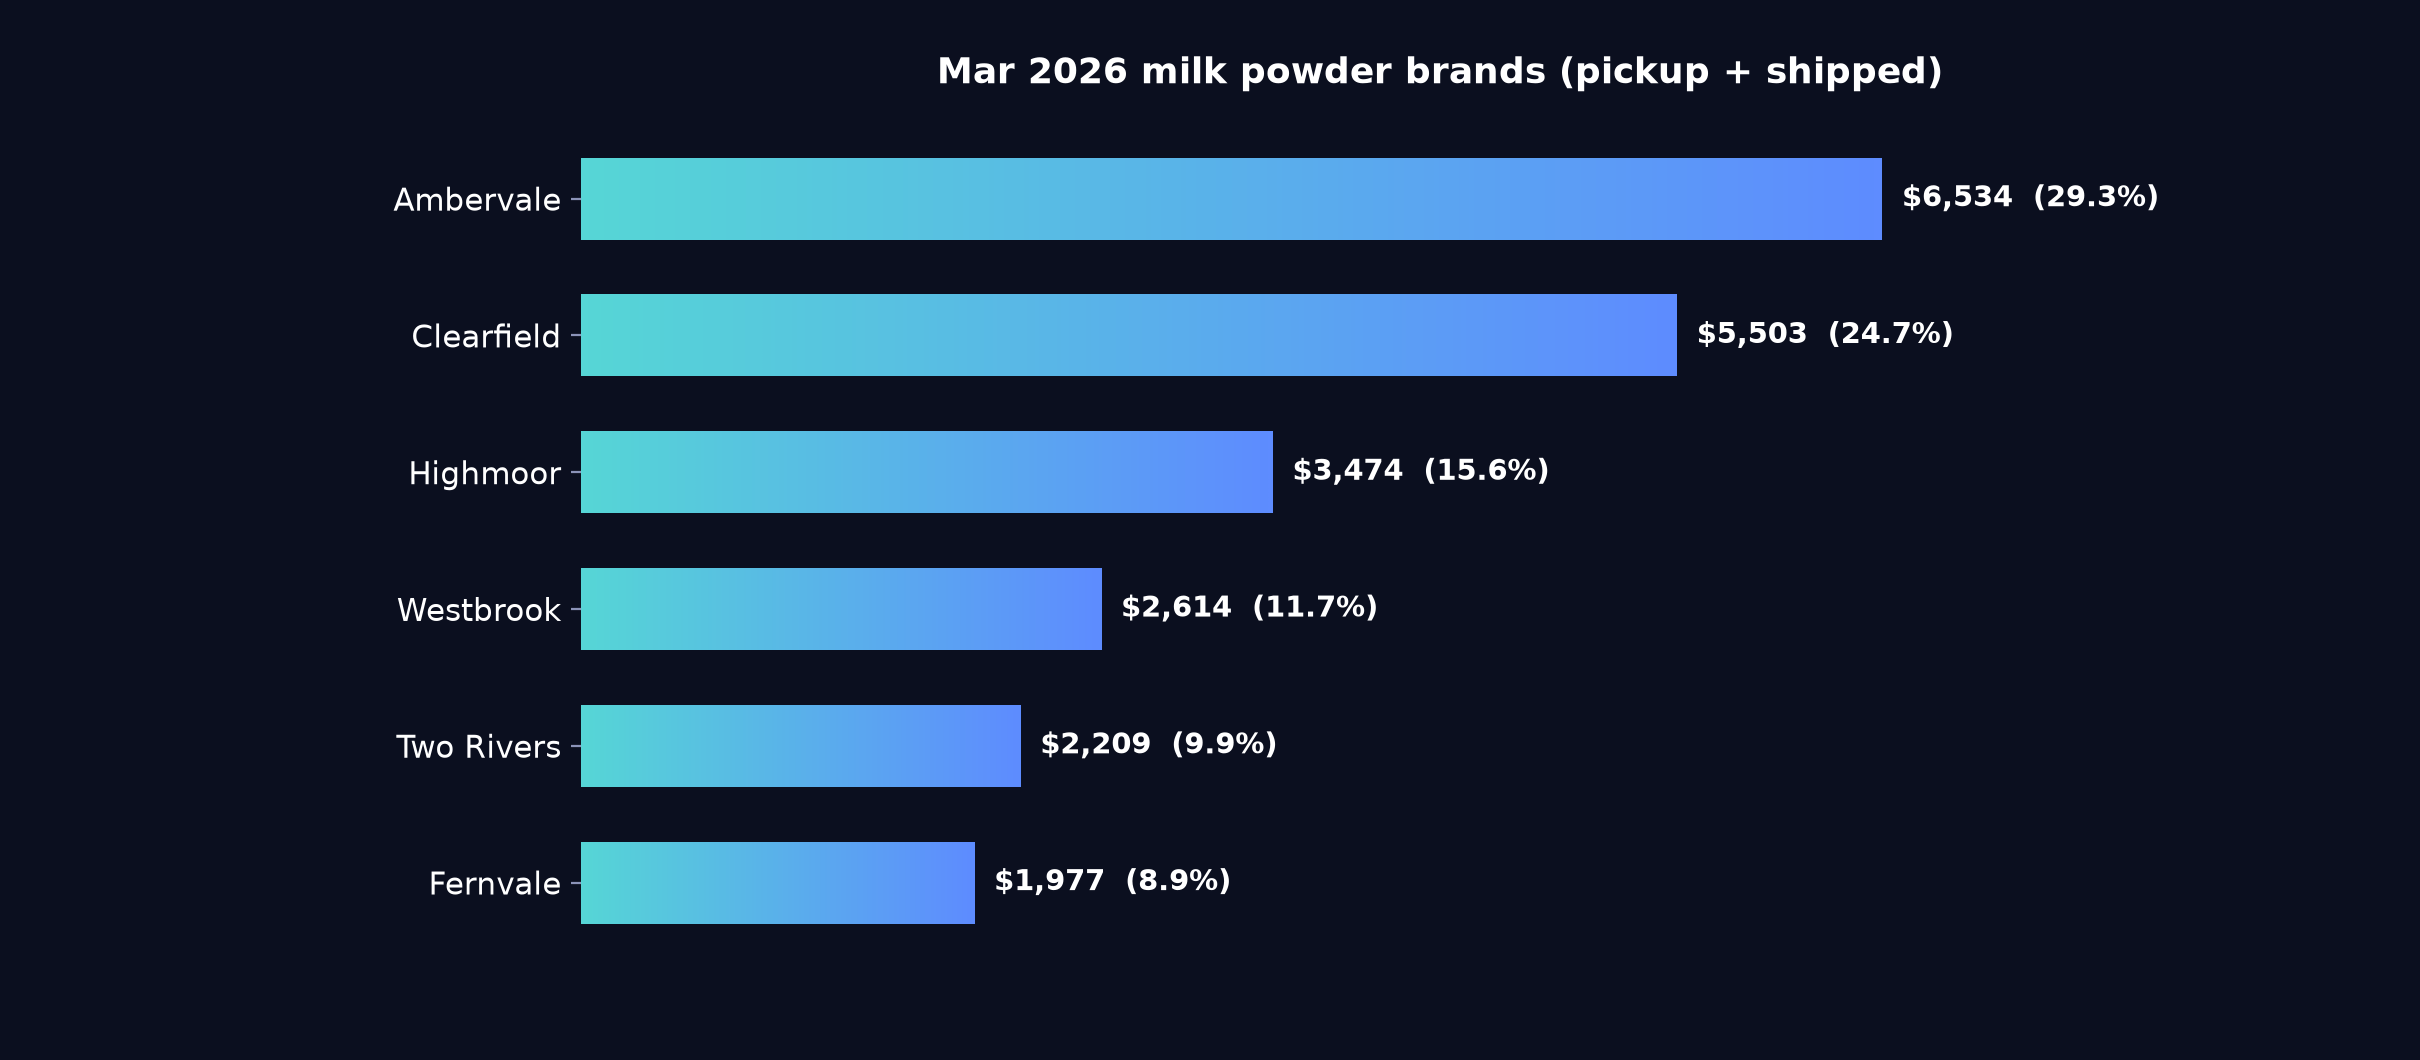 Mar 2026 milk powder brands (pickup + shipped)
Ambervale $6,534 (29.3%)
Clearfield $5,503 (24.7%)
Highmoor $3,474 (15.6%)
Westbrook $2,614 (11.7%)
Two Rivers $2,209 (9.9%)
Fernvale $1,977 (8.9%)